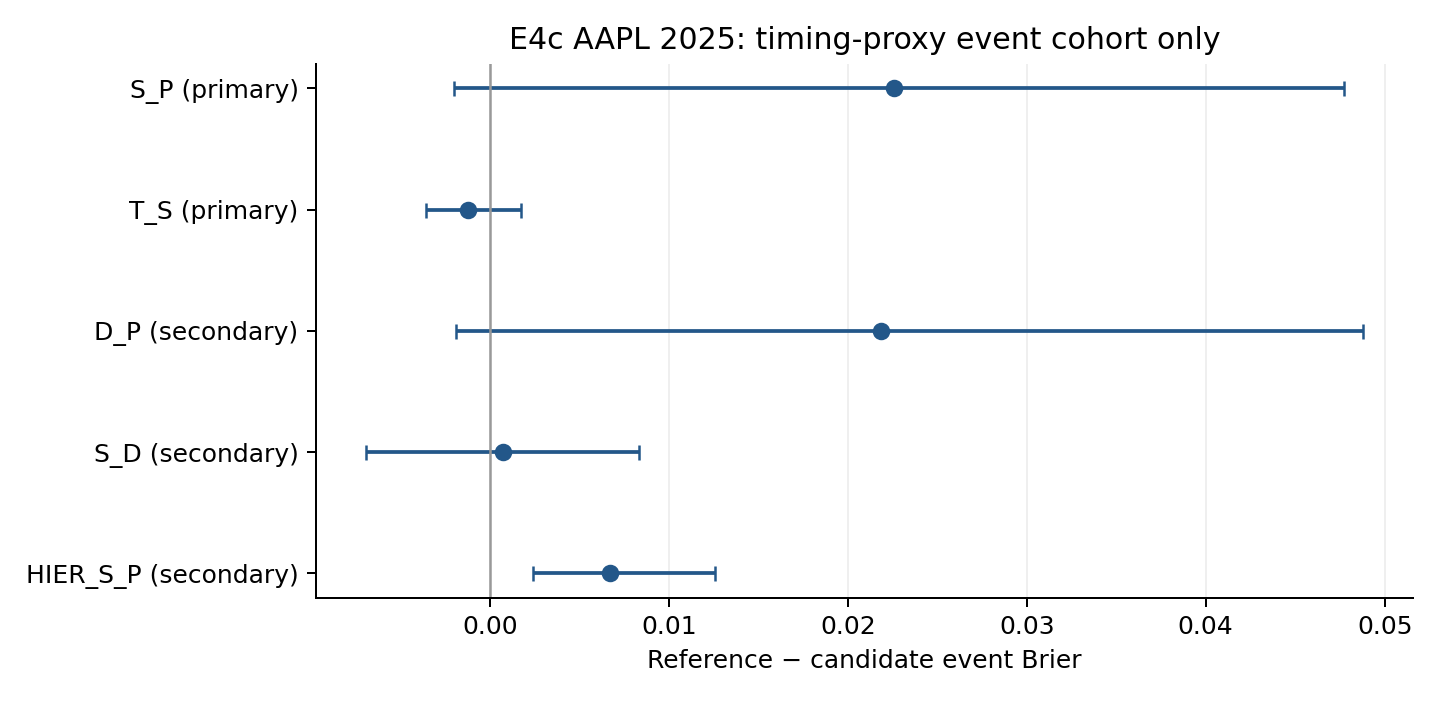 E4c AAPL 2025: timing-proxy event cohort only
S_P (primary)
T_S (primary)
D_P (secondary)
S_D (secondary)
HIER_S_P (secondary)
0.00 0.01 0.02 0.03 0.04 0.05
Reference − candidate event Brier